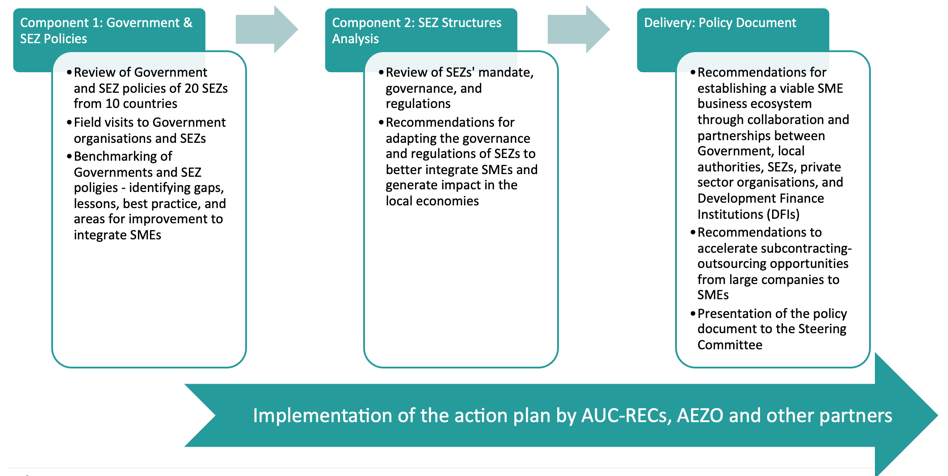 Component 1: Government &
SEZ Policies
•Review of Government
and SEZ policies of 20 SEZs
from 10 countries
•Field visits to Government
organisations and SEZs
•Benchmarking of
Governments and SEZ
poligies - identifying gaps,
lessons, best practice, and
areas for improvement to
integrate SMEs
Component 2: SEZ Structures
Analysis
•Review of SEZs' mandate,
governance, and
regulations
•Recommendations for
adapting the governance
and regulations of SEZs to
better integrate SMEs and
generate impact in the
local economies
Delivery: Policy Document
•Recommendations for
establishing a viable SME
business ecosystem
through collaboration and
partnerships between
Government, local
authorities, SEZs, private
sector organisations, and
Development Finance
Institutions (DFIs)
•Recommendations to
accelerate subcontracting-
outsourcing opportunities
from large companies to
SMEs
•Presentation of the policy
document to the Steering
Committee
Implementation of the action plan by AUC-RECs, AEZO and other partners